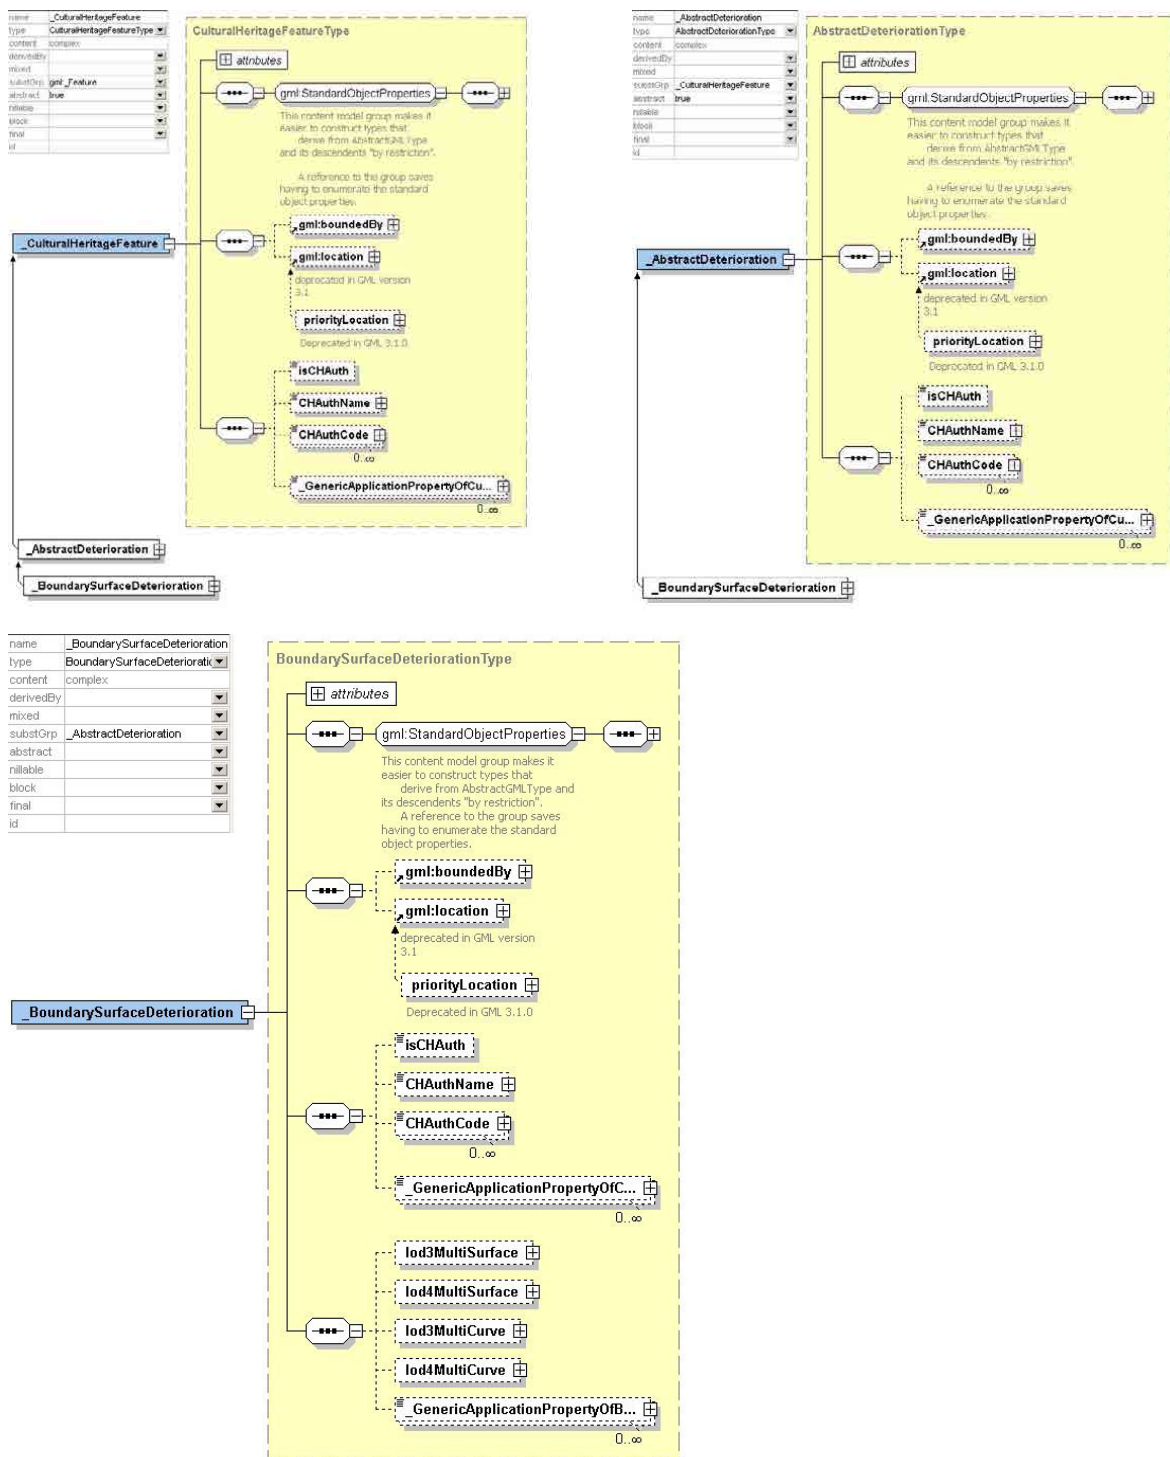 name _CulturalHeritageFeature
type CulturalHeritageFeatureType
content complex
derivedBy
mixed
substGrp gml:_Feature
abstract true
nillable
block
final
id
CulturalHeritageFeatureType
attributes
gml:StandardObjectProperties
This content model group makes it
easier to construct types that
derive from AbstractGMLType
and its descendents "by restriction".
A reference to the group saves
having to enumerate the standard
object properties.
_CulturalHeritageFeature
gml:boundedBy
gml:location
deprecated in GML version
3.1
priorityLocation
Deprecated in GML 3.1.0
isCHAuth
CHAuthName
CHAuthCode
0..∞
_GenericApplicationPropertyOfCu...
0..∞
_AbstractDeterioration
_BoundarySurfaceDeterioration
name _AbstractDeterioration
type AbstractDeteriorationType
content complex
derivedBy
mixed
substGrp _CulturalHeritageFeature
abstract true
nillable
block
final
id
AbstractDeteriorationType
attributes
gml:StandardObjectProperties
This content model group makes it
easier to construct types that
derive from AbstractGMLType
and its descendents "by restriction".
A reference to the group saves
having to enumerate the standard
object properties.
_AbstractDeterioration
gml:boundedBy
gml:location
deprecated in GML version
3.1
priorityLocation
Deprecated in GML 3.1.0
isCHAuth
CHAuthName
CHAuthCode
0..∞
_GenericApplicationPropertyOfCu...
0..∞
_BoundarySurfaceDeterioration
name _BoundarySurfaceDeterioration
type BoundarySurfaceDeteriorati
content complex
derivedBy
mixed
substGrp _AbstractDeterioration
abstract
nillable
block
final
id
BoundarySurfaceDeteriorationType
attributes
gml:StandardObjectProperties
This content model group makes it
easier to construct types that
derive from AbstractGMLType and
its descendents "by restriction".
A reference to the group saves
having to enumerate the standard
object properties.
gml:boundedBy
gml:location
deprecated in GML version
3.1
priorityLocation
Deprecated in GML 3.1.0
_BoundarySurfaceDeterioration
isCHAuth
CHAuthName
CHAuthCode
0..∞
_GenericApplicationPropertyOfC...
0..∞
lod3MultiSurface
lod4MultiSurface
lod3MultiCurve
lod4MultiCurve
_GenericApplicationPropertyOfB...
0..∞